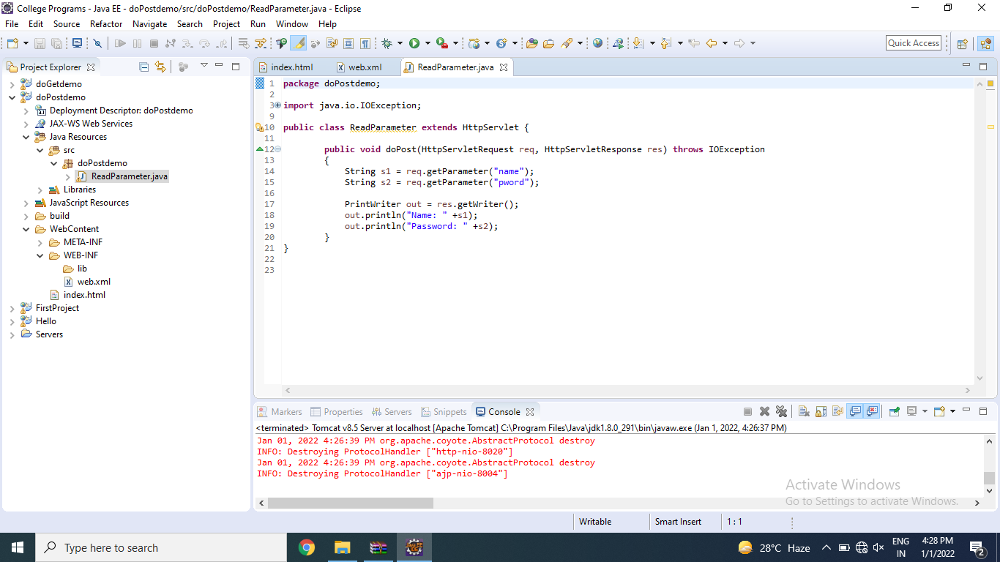 College Programs - Java EE - doPostdemo/src/doPostdemo/ReadParameter.java - Eclipse
File Edit Source Refactor Navigate Search Project Run Window Help
Quick Access
Project Explorer
doGetdemo
doPostdemo
Deployment Descriptor: doPostdemo
JAX-WS Web Services
Java Resources
src
doPostdemo
ReadParameter.java
Libraries
JavaScript Resources
build
WebContent
META-INF
WEB-INF
lib
web.xml
index.html
FirstProject
Hello
Servers
index.html web.xml ReadParameter.java
1 package doPostdemo;
2
3 import java.io.IOException;
9
10 public class ReadParameter extends HttpServlet {
11
12 public void doPost(HttpServletRequest req, HttpServletResponse res) throws IOException
13 {
14 String s1 = req.getParameter("name");
15 String s2 = req.getParameter("pword");
16
17 PrintWriter out = res.getWriter();
18 out.println("Name: " +s1);
19 out.println("Password: " +s2);
20 }
21 }
22
23
Markers Properties Servers Snippets Console
<terminated> Tomcat v8.5 Server at localhost [Apache Tomcat] C:\Program Files\Java\jdk1.8.0_291\bin\javaw.exe (Jan 1, 2022, 4:26:37 PM)
Jan 01, 2022 4:26:39 PM org.apache.coyote.AbstractProtocol destroy
INFO: Destroying ProtocolHandler ["http-nio-8020"]
Jan 01, 2022 4:26:39 PM org.apache.coyote.AbstractProtocol destroy
INFO: Destroying ProtocolHandler ["ajp-nio-8004"]
Activate Windows
Go to Settings to activate Windows.
Writable Smart Insert 1 : 1
Type here to search
28°C Haze
ENG
IN
4:28 PM
1/1/2022
2